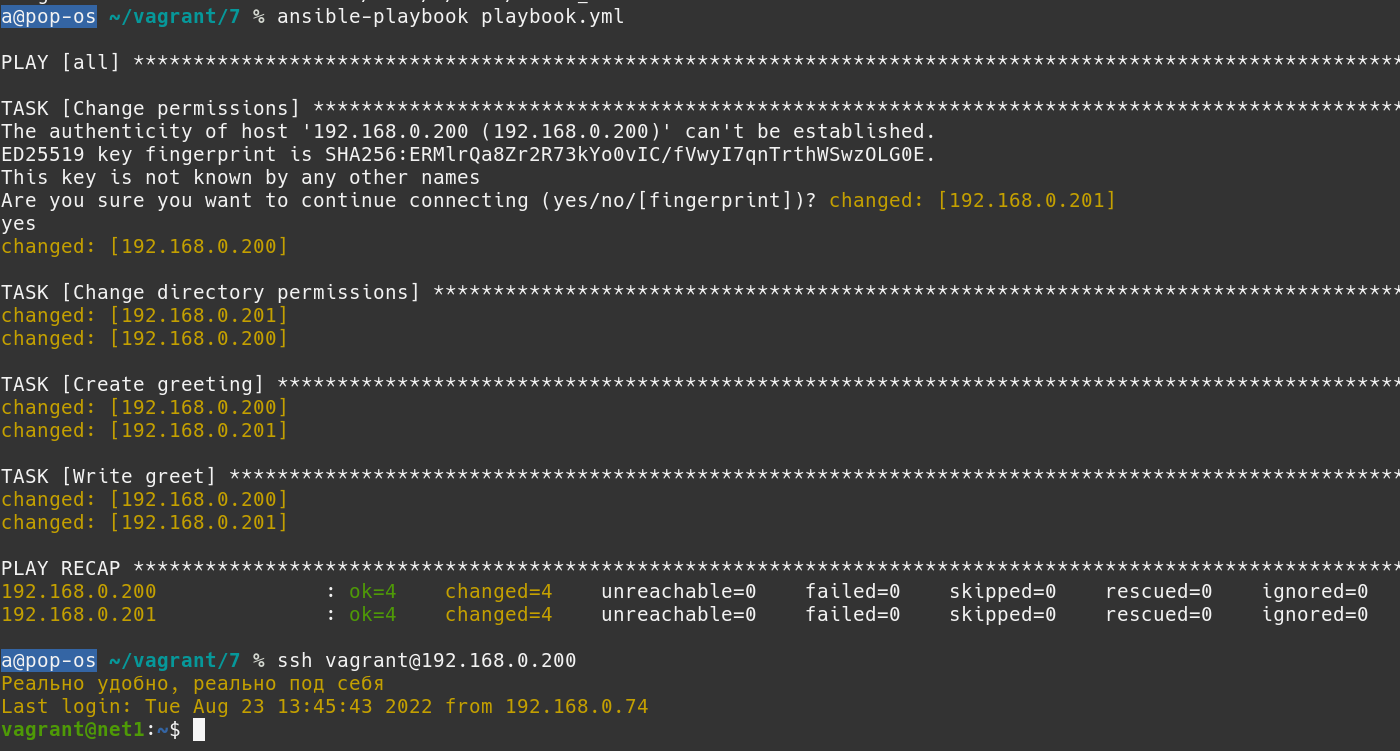 a@pop-os ~/vagrant/7 % ansible-playbook playbook.yml
PLAY [all] **********************************************************************************************************
TASK [Change permissions] *******************************************************************************************
The authenticity of host '192.168.0.200 (192.168.0.200)' can't be established.
ED25519 key fingerprint is SHA256:ERMlrQa8Zr2R73kYo0vIC/fVwyI7qnTrthWSwzOLG0E.
This key is not known by any other names
Are you sure you want to continue connecting (yes/no/[fingerprint])? changed: [192.168.0.201]
yes
changed: [192.168.0.200]
TASK [Change directory permissions] *********************************************************************************
changed: [192.168.0.201]
changed: [192.168.0.200]
TASK [Create greeting] **********************************************************************************************
changed: [192.168.0.200]
changed: [192.168.0.201]
TASK [Write greet] **************************************************************************************************
changed: [192.168.0.200]
changed: [192.168.0.201]
PLAY RECAP **********************************************************************************************************
192.168.0.200 : ok=4 changed=4 unreachable=0 failed=0 skipped=0 rescued=0 ignored=0
192.168.0.201 : ok=4 changed=4 unreachable=0 failed=0 skipped=0 rescued=0 ignored=0
a@pop-os ~/vagrant/7 % ssh vagrant@192.168.0.200
Реально удобно, реально под себя
Last login: Tue Aug 23 13:45:43 2022 from 192.168.0.74
vagrant@net1:~$